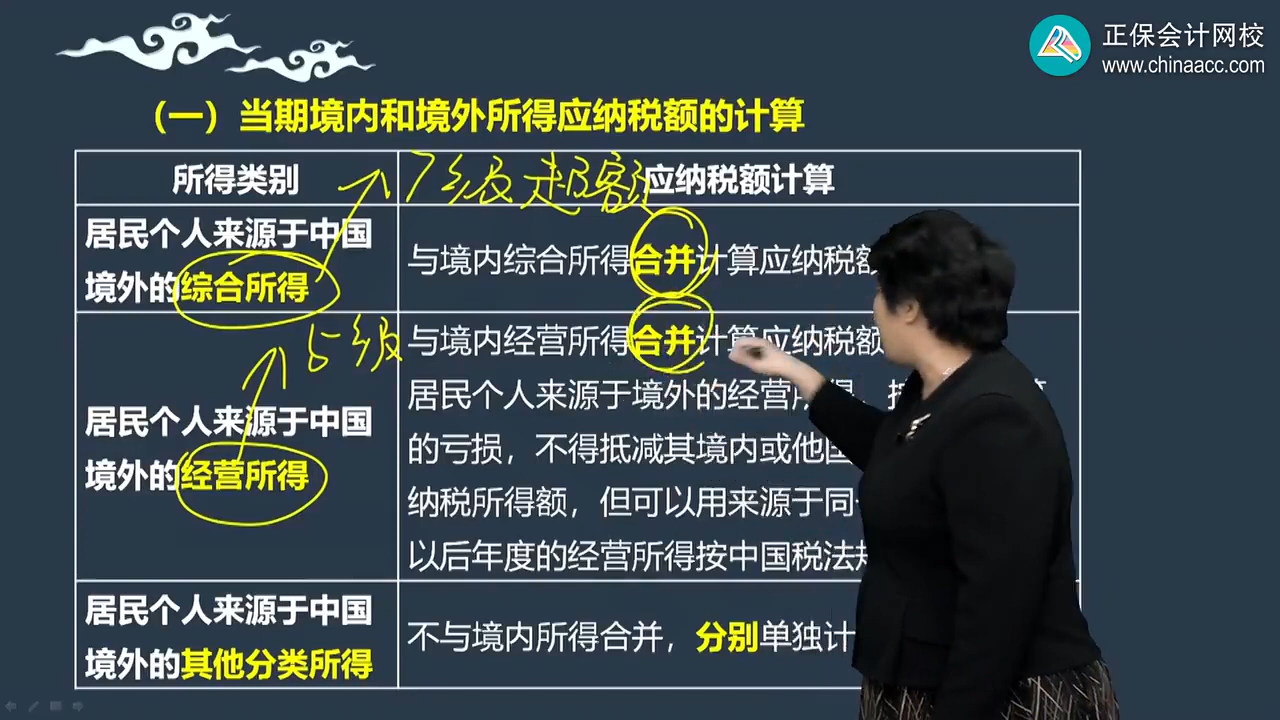 正保会计网校
www.chinaacc.com
（一）当期境内和境外所得应纳税额的计算
所得类别
7级超额
应纳税额计算
居民个人来源于中国
境外的综合所得
与境内综合所得合并计算应纳税额
5级
与境内经营所得合并计算应纳税额
居民个人来源于境外的经营所得，按
的亏损，不得抵减其境内或他国
纳税所得额，但可以用来源于同一
以后年度的经营所得按中国税法规
居民个人来源于中国
境外的经营所得
居民个人来源于中国
境外的其他分类所得
不与境内所得合并，分别单独计